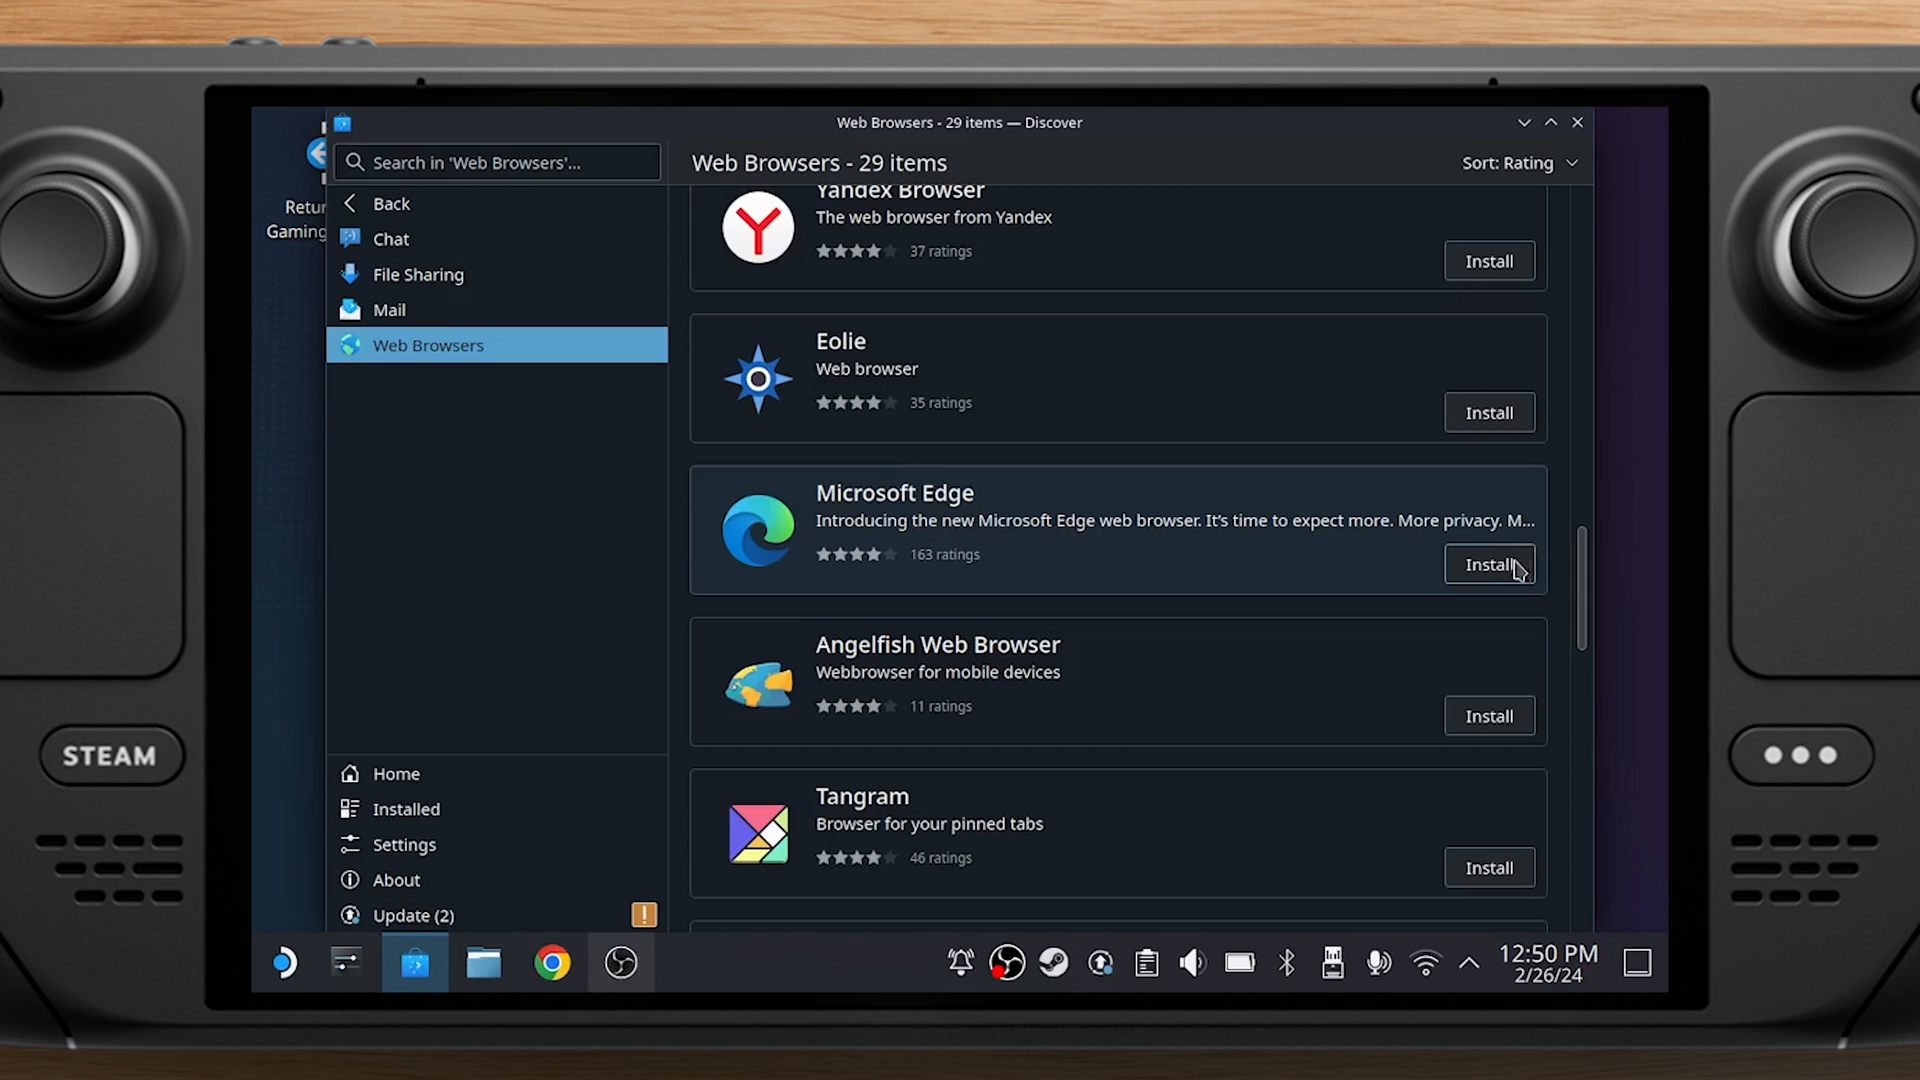 Web Browsers - 29 items — Discover
Search in 'Web Browsers'...
Web Browsers - 29 items
Sort: Rating
Retur
Gaming
Back
Chat
File Sharing
Mail
Web Browsers
Home
Installed
Settings
About
Update (2)
Yandex Browser
The web browser from Yandex
37 ratings
Install
Eolie
Web browser
35 ratings
Install
Microsoft Edge
Introducing the new Microsoft Edge web browser. It's time to expect more. More privacy. M...
163 ratings
Install
Angelfish Web Browser
Webbrowser for mobile devices
11 ratings
Install
Tangram
Browser for your pinned tabs
46 ratings
Install
STEAM
12:50 PM
2/26/24